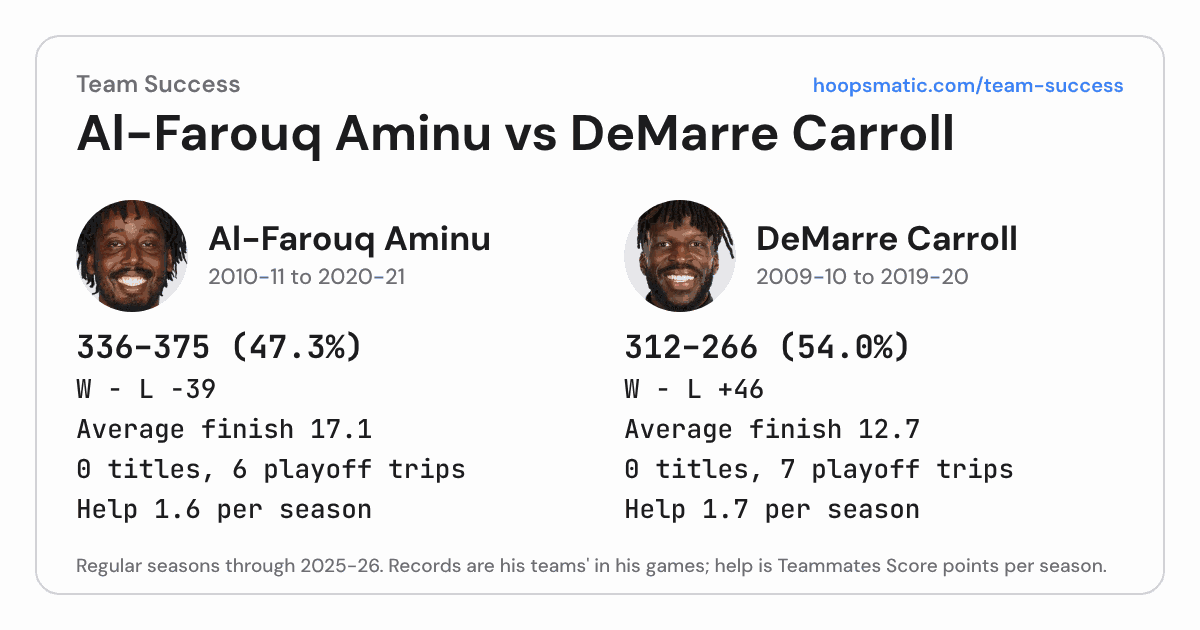 Team Success
hoopsmatic.com/team-success
Al-Farouq Aminu vs DeMarre Carroll
Al-Farouq Aminu
2010-11 to 2020-21
336-375 (47.3%)
W - L -39
Average finish 17.1
0 titles, 6 playoff trips
Help 1.6 per season
DeMarre Carroll
2009-10 to 2019-20
312-266 (54.0%)
W - L +46
Average finish 12.7
0 titles, 7 playoff trips
Help 1.7 per season
Regular seasons through 2025-26. Records are his teams' in his games; help is Teammates Score points per season.